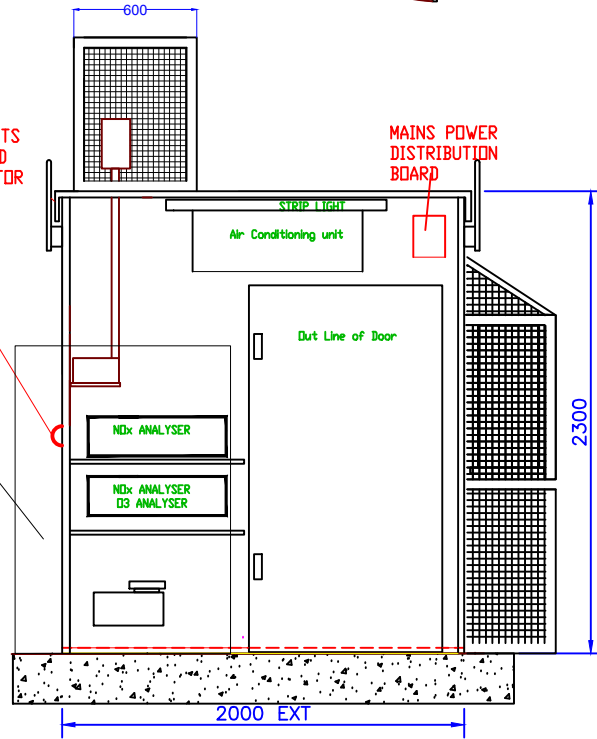 600
TS
D
TOR
MAINS POWER
DISTRIBUTION
BOARD
STRIP LIGHT
Air Conditioning unit
Out Line of Door
NOx ANALYSER
NOx ANALYSER
O3 ANALYSER
2300
2000 EXT